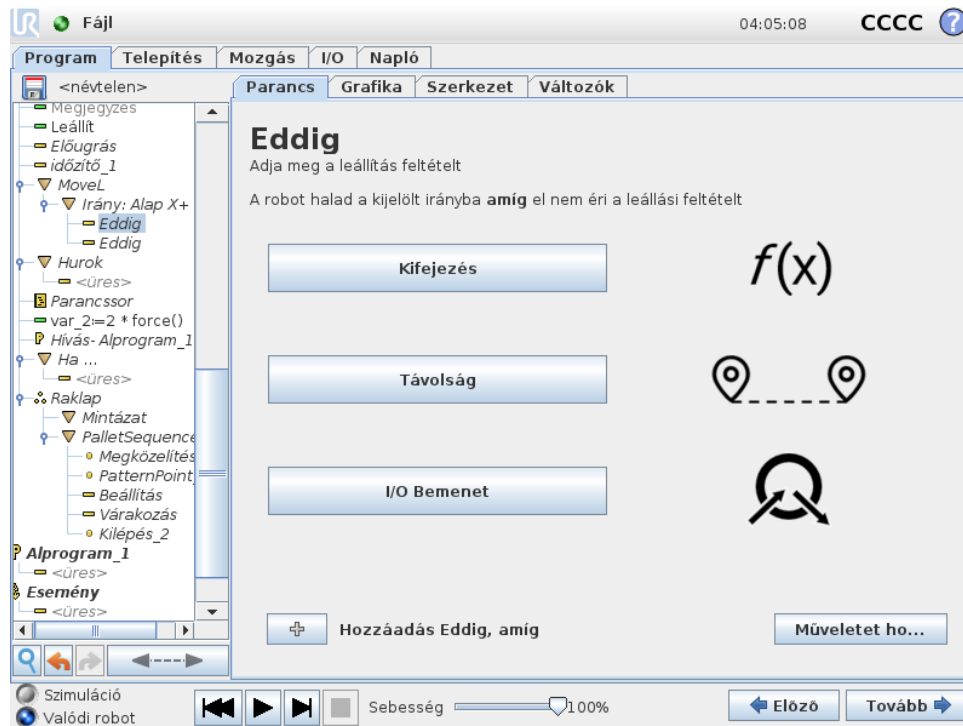 UR Fájl 04:05:08 CCCC ?
Program Telepítés Mozgás I/O Napló
<névtelen>
Parancs Grafika Szerkezet Változók
Megjegyzés
Leállít
Előugrás
időzítő_1
MoveL
Irány: Alap X+
Eddig
Eddig
Hurok
<üres>
Parancssor
var_2:=2 * force()
Hívás- Alprogram_1
Ha ...
<üres>
Raklap
Mintázat
PalletSequence
Megközelítés
PatternPoint
Beállítás
Várakozás
Kilépés_2
Alprogram_1
<üres>
Esemény
<üres>
Eddig
Adja meg a leállítás feltételt
A robot halad a kijelölt irányba amíg el nem éri a leállási feltételt
Kifejezés
f(x)
Távolság
I/O Bemenet
Hozzáadás Eddig, amíg
Műveletet ho...
Szimuláció
Valódi robot
Sebesség 100%
Előző
Tovább